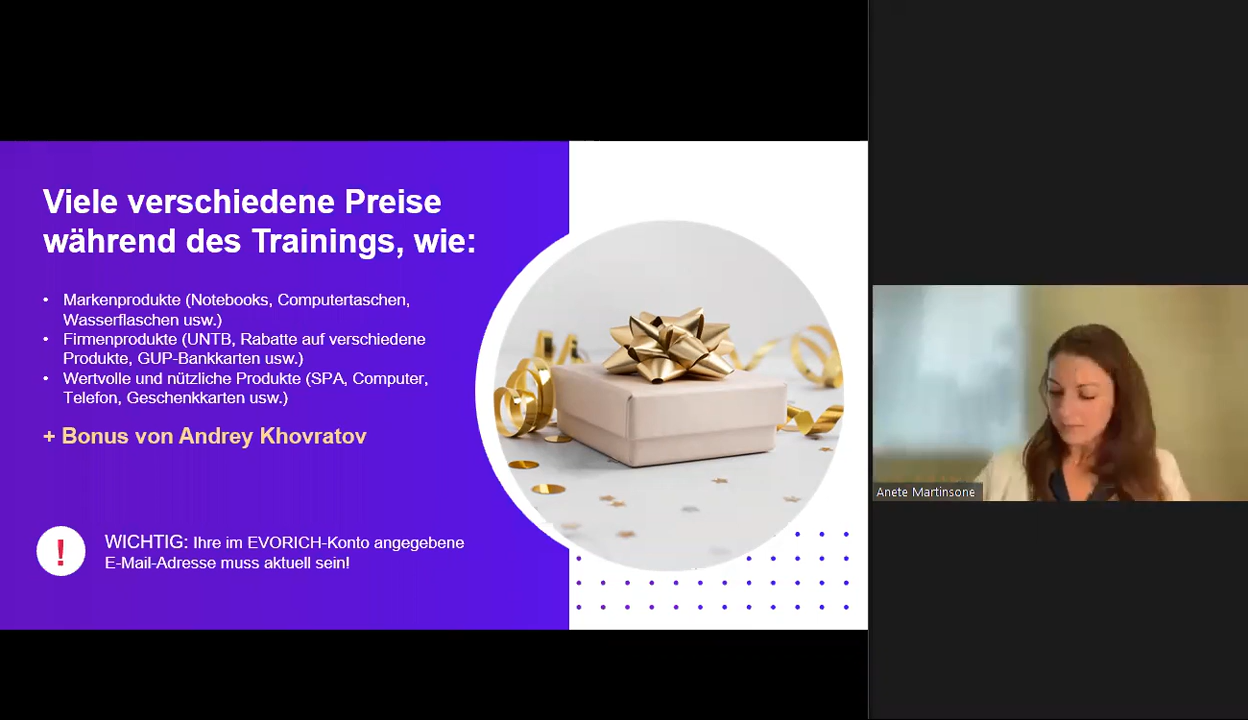 Viele verschiedene Preise
während des Trainings, wie:
• Markenprodukte (Notebooks, Computertaschen,
Wasserflaschen usw.)
• Firmenprodukte (UNTB, Rabatte auf verschiedene
Produkte, GUP-Bankkarten usw.)
• Wertvolle und nützliche Produkte (SPA, Computer,
Telefon, Geschenkkarten usw.)
+ Bonus von Andrey Khovratov
! WICHTIG: Ihre im EVORICH-Konto angegebene
E-Mail-Adresse muss aktuell sein!
Anete Martinsone